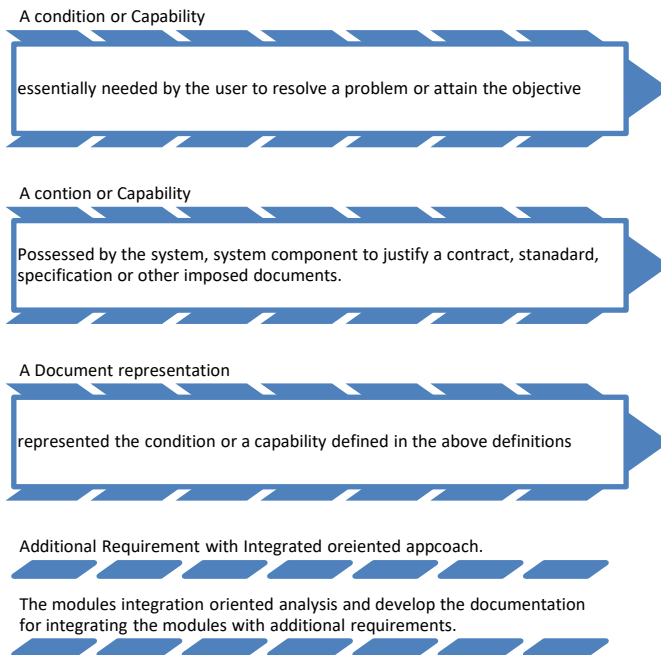 A condition or Capability
essentially needed by the user to resolve a problem or attain the objective
A contion or Capability
Possessed by the system, system component to justify a contract, stanadard,
specification or other imposed documents.
A Document representation
represented the condition or a capability defined in the above definitions
Additional Requirement with Integrated oreiented appcoach.
The modules integration oriented analysis and develop the documentation
for integrating the modules with additional requirements.